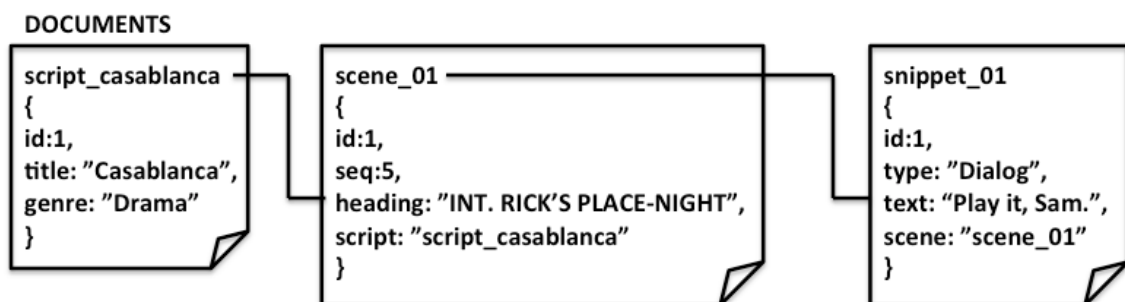 DOCUMENTS
script_casablanca
{
id:1,
title: ”Casablanca”,
genre: ”Drama”
}
scene_01
{
id:1,
seq:5,
heading: ”INT. RICK’S PLACE-NIGHT”,
script: ”script_casablanca”
}
snippet_01
{
id:1,
type: ”Dialog”,
text: “Play it, Sam.”,
scene: ”scene_01”
}